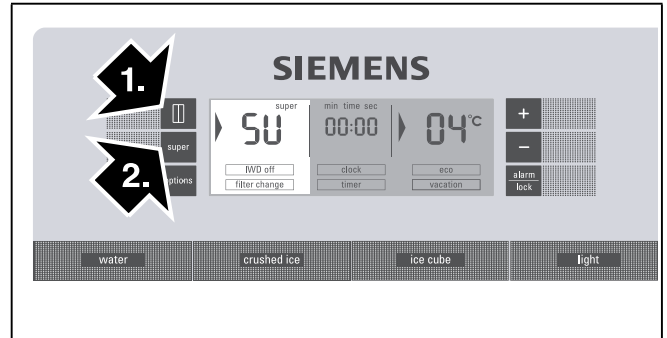 SIEMENS
1.
super
min time sec
+
SU
00:00
04°C
super
–
2.
IWD off
clock
eco
ptions
alarm
lock
filter change
timer
vacation
water
crushed ice
ice cube
light